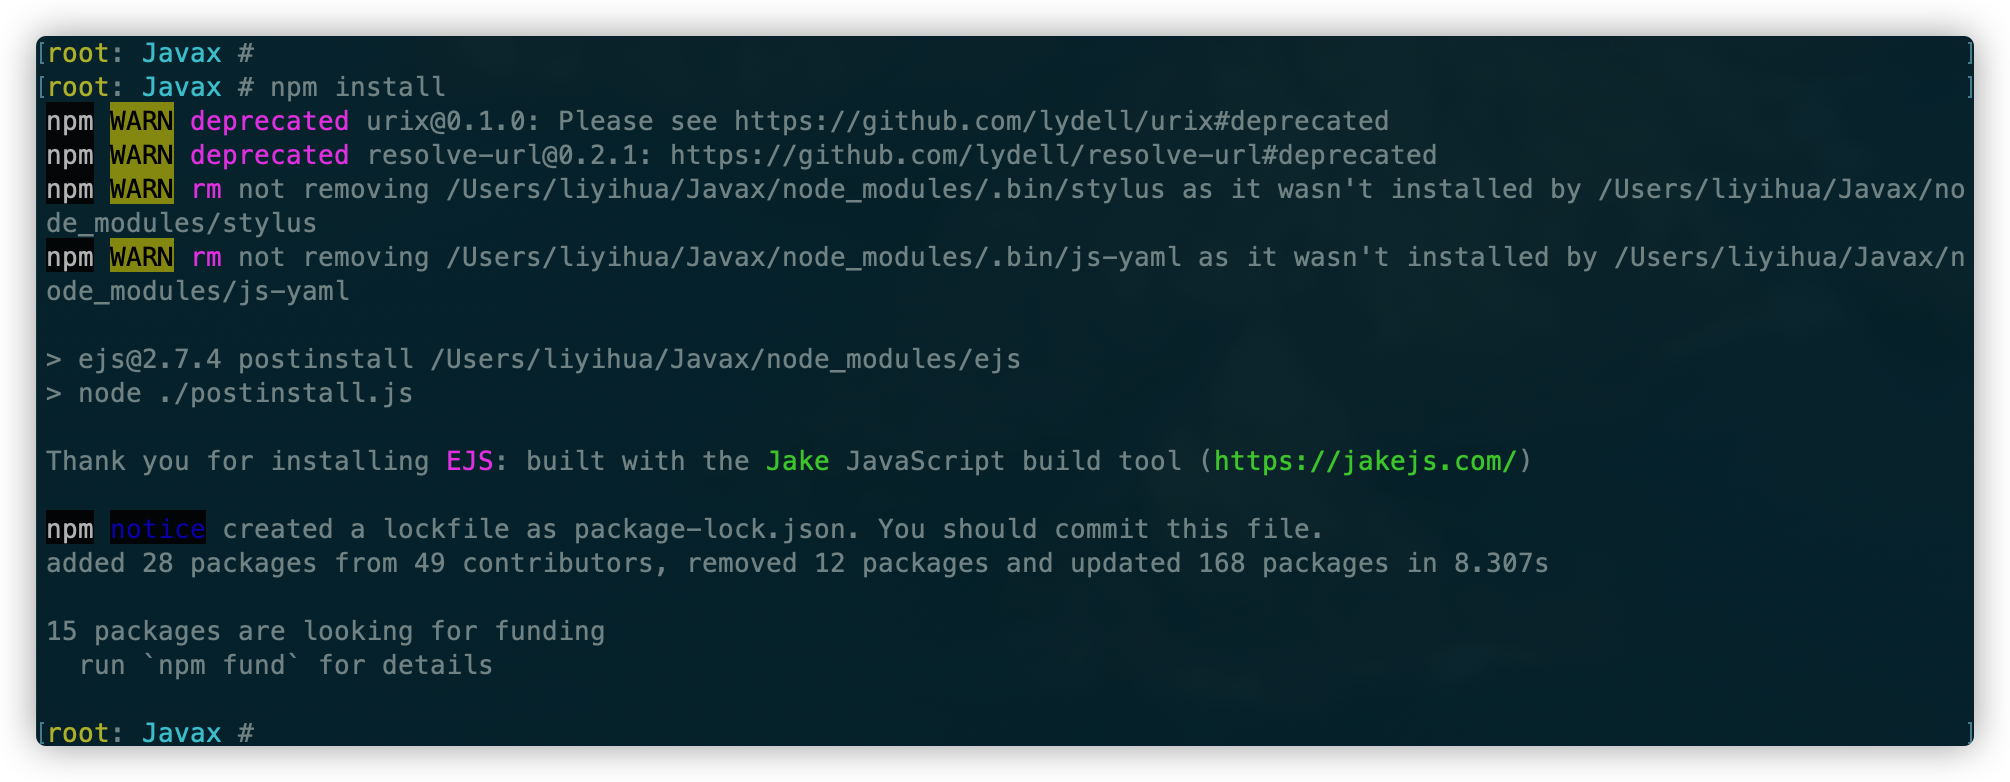 [root: Javax # ]
[root: Javax # npm install ]
npm WARN deprecated urix@0.1.0: Please see https://github.com/lydell/urix#deprecated
npm WARN deprecated resolve-url@0.2.1: https://github.com/lydell/resolve-url#deprecated
npm WARN rm not removing /Users/liyihua/Javax/node_modules/.bin/stylus as it wasn't installed by /Users/liyihua/Javax/no
de_modules/stylus
npm WARN rm not removing /Users/liyihua/Javax/node_modules/.bin/js-yaml as it wasn't installed by /Users/liyihua/Javax/n
ode_modules/js-yaml
> ejs@2.7.4 postinstall /Users/liyihua/Javax/node_modules/ejs
> node ./postinstall.js
Thank you for installing EJS: built with the Jake JavaScript build tool (https://jakejs.com/)
npm notice created a lockfile as package-lock.json. You should commit this file.
added 28 packages from 49 contributors, removed 12 packages and updated 168 packages in 8.307s
15 packages are looking for funding
run `npm fund` for details
[root: Javax # ]